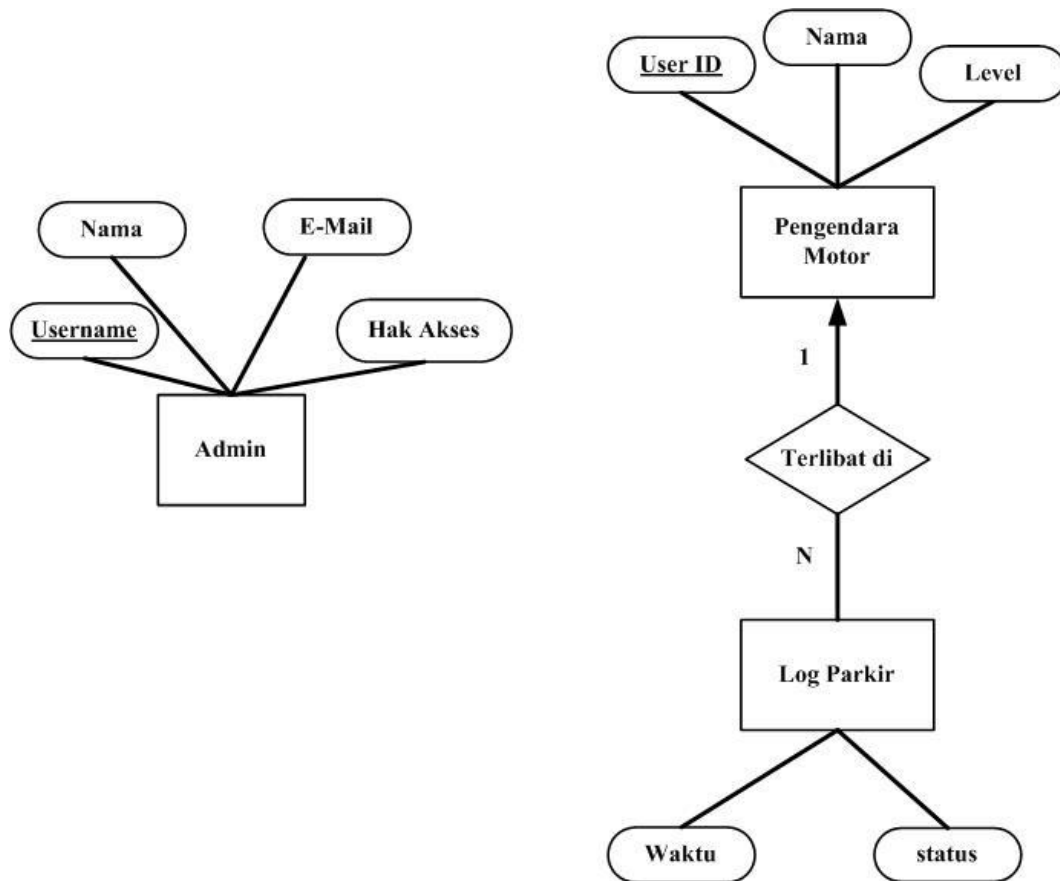 Nama
User ID
Level
Pengendara
Motor
Nama
E-Mail
Username
Hak Akses
Admin
1
Terlibat di
N
Log Parkir
Waktu
status